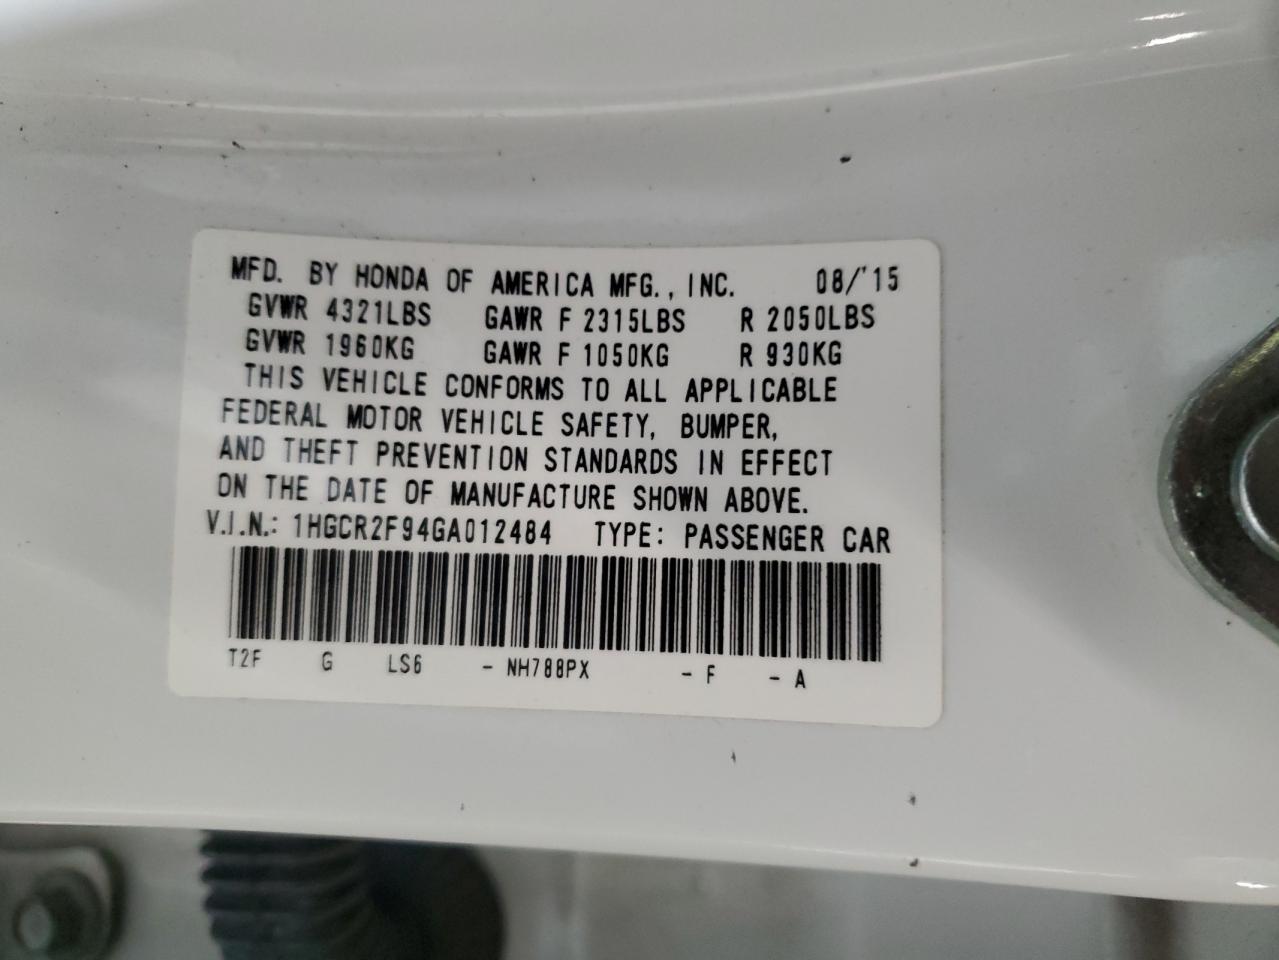 MFD. BY HONDA OF AMERICA MFG., INC. 08/'15
GVWR 4321LBS GAWR F 2315LBS R 2050LBS
GVWR 1960KG GAWR F 1050KG R 930KG
THIS VEHICLE CONFORMS TO ALL APPLICABLE
FEDERAL MOTOR VEHICLE SAFETY, BUMPER,
AND THEFT PREVENTION STANDARDS IN EFFECT
ON THE DATE OF MANUFACTURE SHOWN ABOVE.
V.I.N.: 1HGCR2F94GA012484 TYPE: PASSENGER CAR
T2F G LS6 - NH788PX - F - A